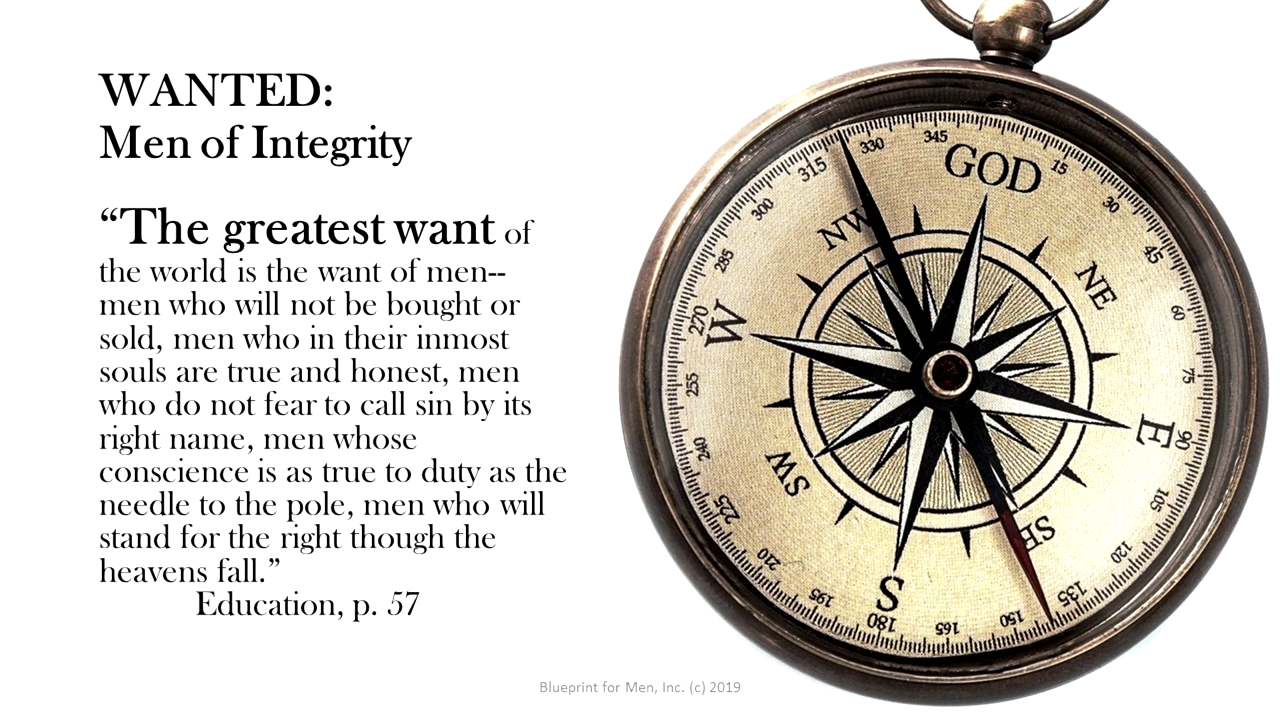 WANTED:
Men of Integrity
“The greatest want of
the world is the want of men--
men who will not be bought or
sold, men who in their inmost
souls are true and honest, men
who do not fear to call sin by its
right name, men whose
conscience is as true to duty as the
needle to the pole, men who will
stand for the right though the
heavens fall.”
Education, p. 57
GOD
15
30
NE
45
60
75
E
90
105
120
SE
135
150
165
S
180
195
210
SW
225
240
255
W
270
285
300
NW
315
330
345
Blueprint for Men, Inc. (c) 2019